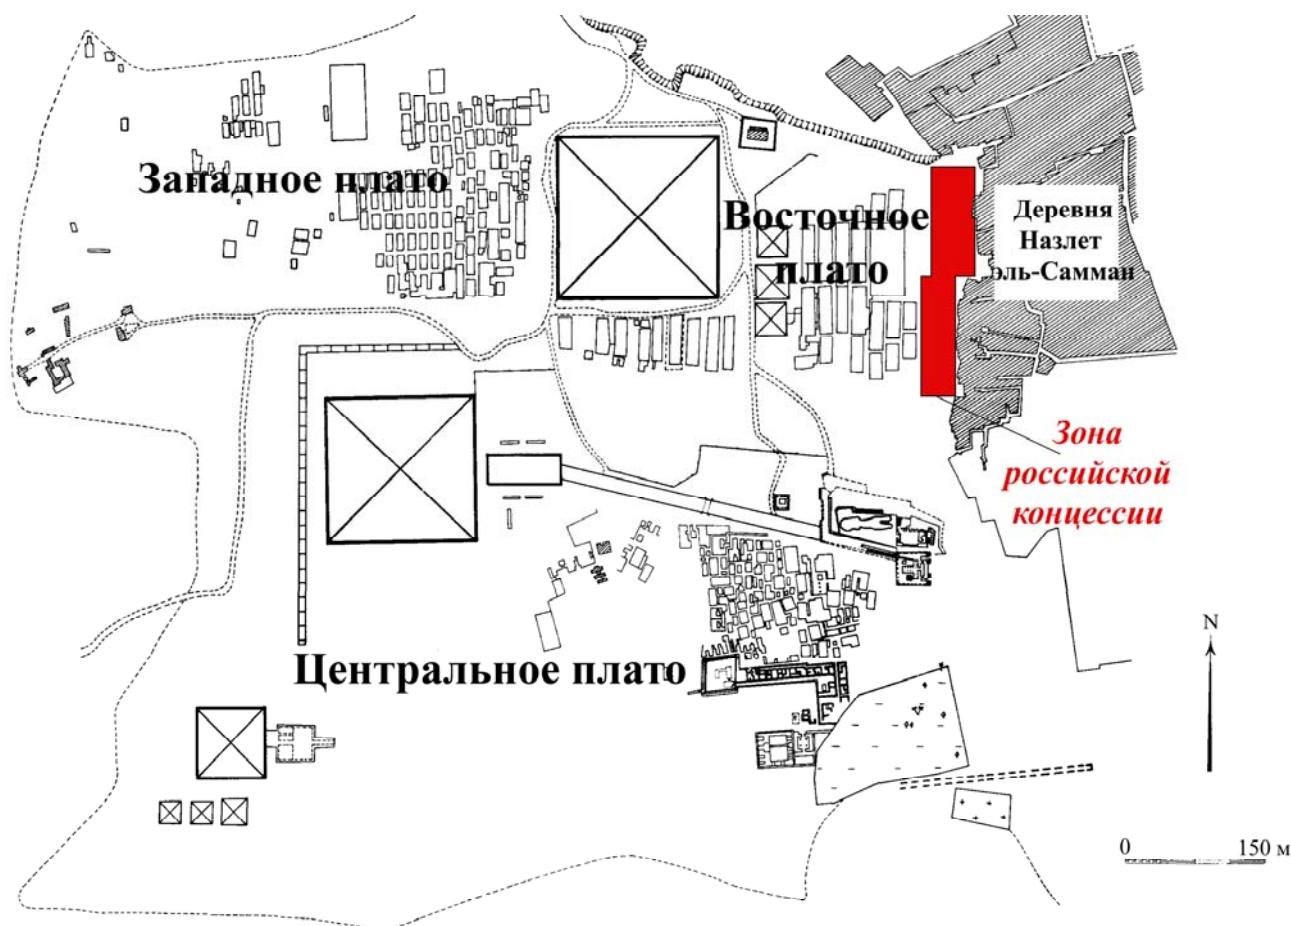 Западное плато
Восточное
плато
Деревня
Назлет
эль-Самман
Зона
российской
концессии
Центральное плато
N
0 150 м